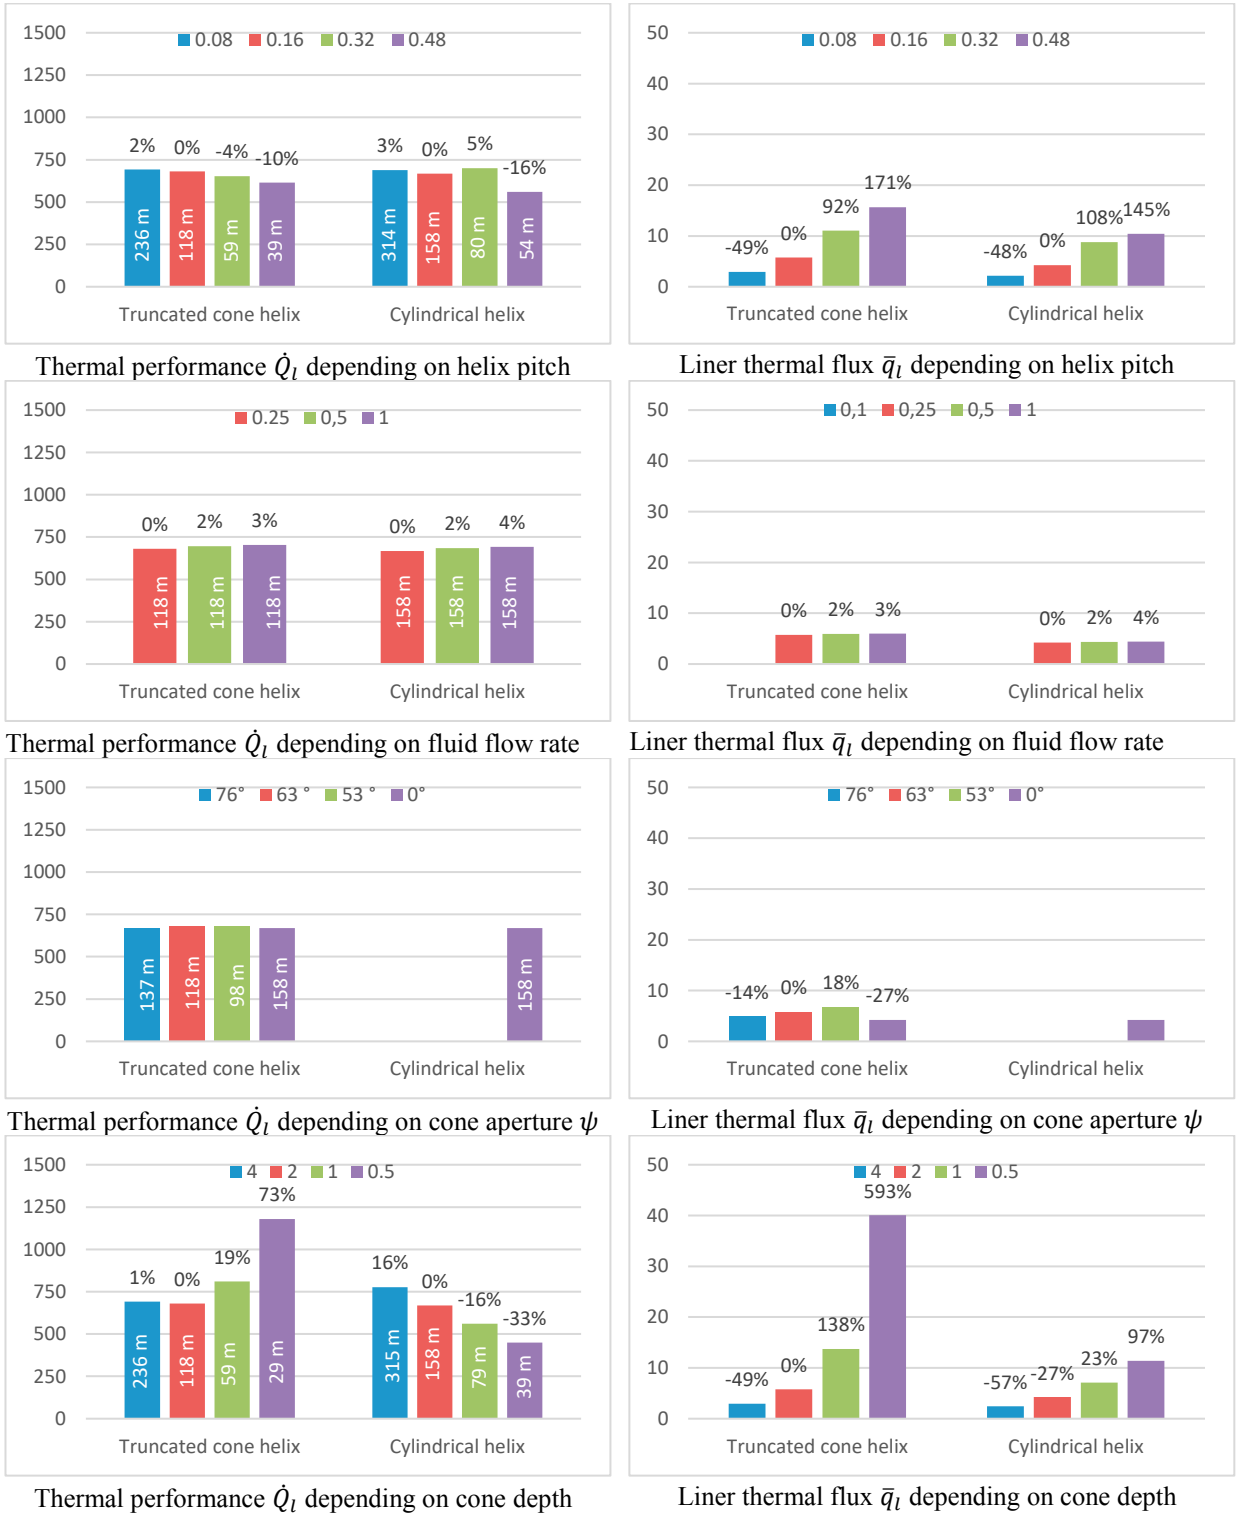 1500
0.08 0.16 0.32 0.48
1250
1000
750
500
250
0
2% 0% -4% -10%
3% 0% 5% -16%
236 m 118 m 59 m 39 m
314 m 158 m 80 m 54 m
Truncated cone helix Cylindrical helix
Thermal performance Q̇l depending on helix pitch
50
0.08 0.16 0.32 0.48
40
30
20
10
0
-49% 0% 92% 171%
-48% 0% 108% 145%
Truncated cone helix Cylindrical helix
Liner thermal flux q̄l depending on helix pitch
1500
0.25 0,5 1
1250
1000
750
500
250
0
0% 2% 3%
0% 2% 4%
118 m 118 m 118 m
158 m 158 m 158 m
Truncated cone helix Cylindrical helix
Thermal performance Q̇l depending on fluid flow rate
50
0,1 0,25 0,5 1
40
30
20
10
0
0% 2% 3%
0% 2% 4%
Truncated cone helix Cylindrical helix
Liner thermal flux q̄l depending on fluid flow rate
1500
76° 63 ° 53 ° 0°
1250
1000
750
500
250
0
137 m 118 m 98 m 158 m
158 m
Truncated cone helix Cylindrical helix
Thermal performance Q̇l depending on cone aperture ψ
50
76° 63° 53° 0°
40
30
20
10
0
-14% 0% 18% -27%
Truncated cone helix Cylindrical helix
Liner thermal flux q̄l depending on cone aperture ψ
1500
4 2 1 0.5
1250
1000
750
500
250
0
1% 0% 19% 73%
16% 0% -16% -33%
236 m 118 m 59 m 29 m
315 m 158 m 79 m 39 m
Truncated cone helix Cylindrical helix
Thermal performance Q̇l depending on cone depth
50
4 2 1 0.5
40
30
20
10
0
-49% 0% 138% 593%
-57% -27% 23% 97%
Truncated cone helix Cylindrical helix
Liner thermal flux q̄l depending on cone depth